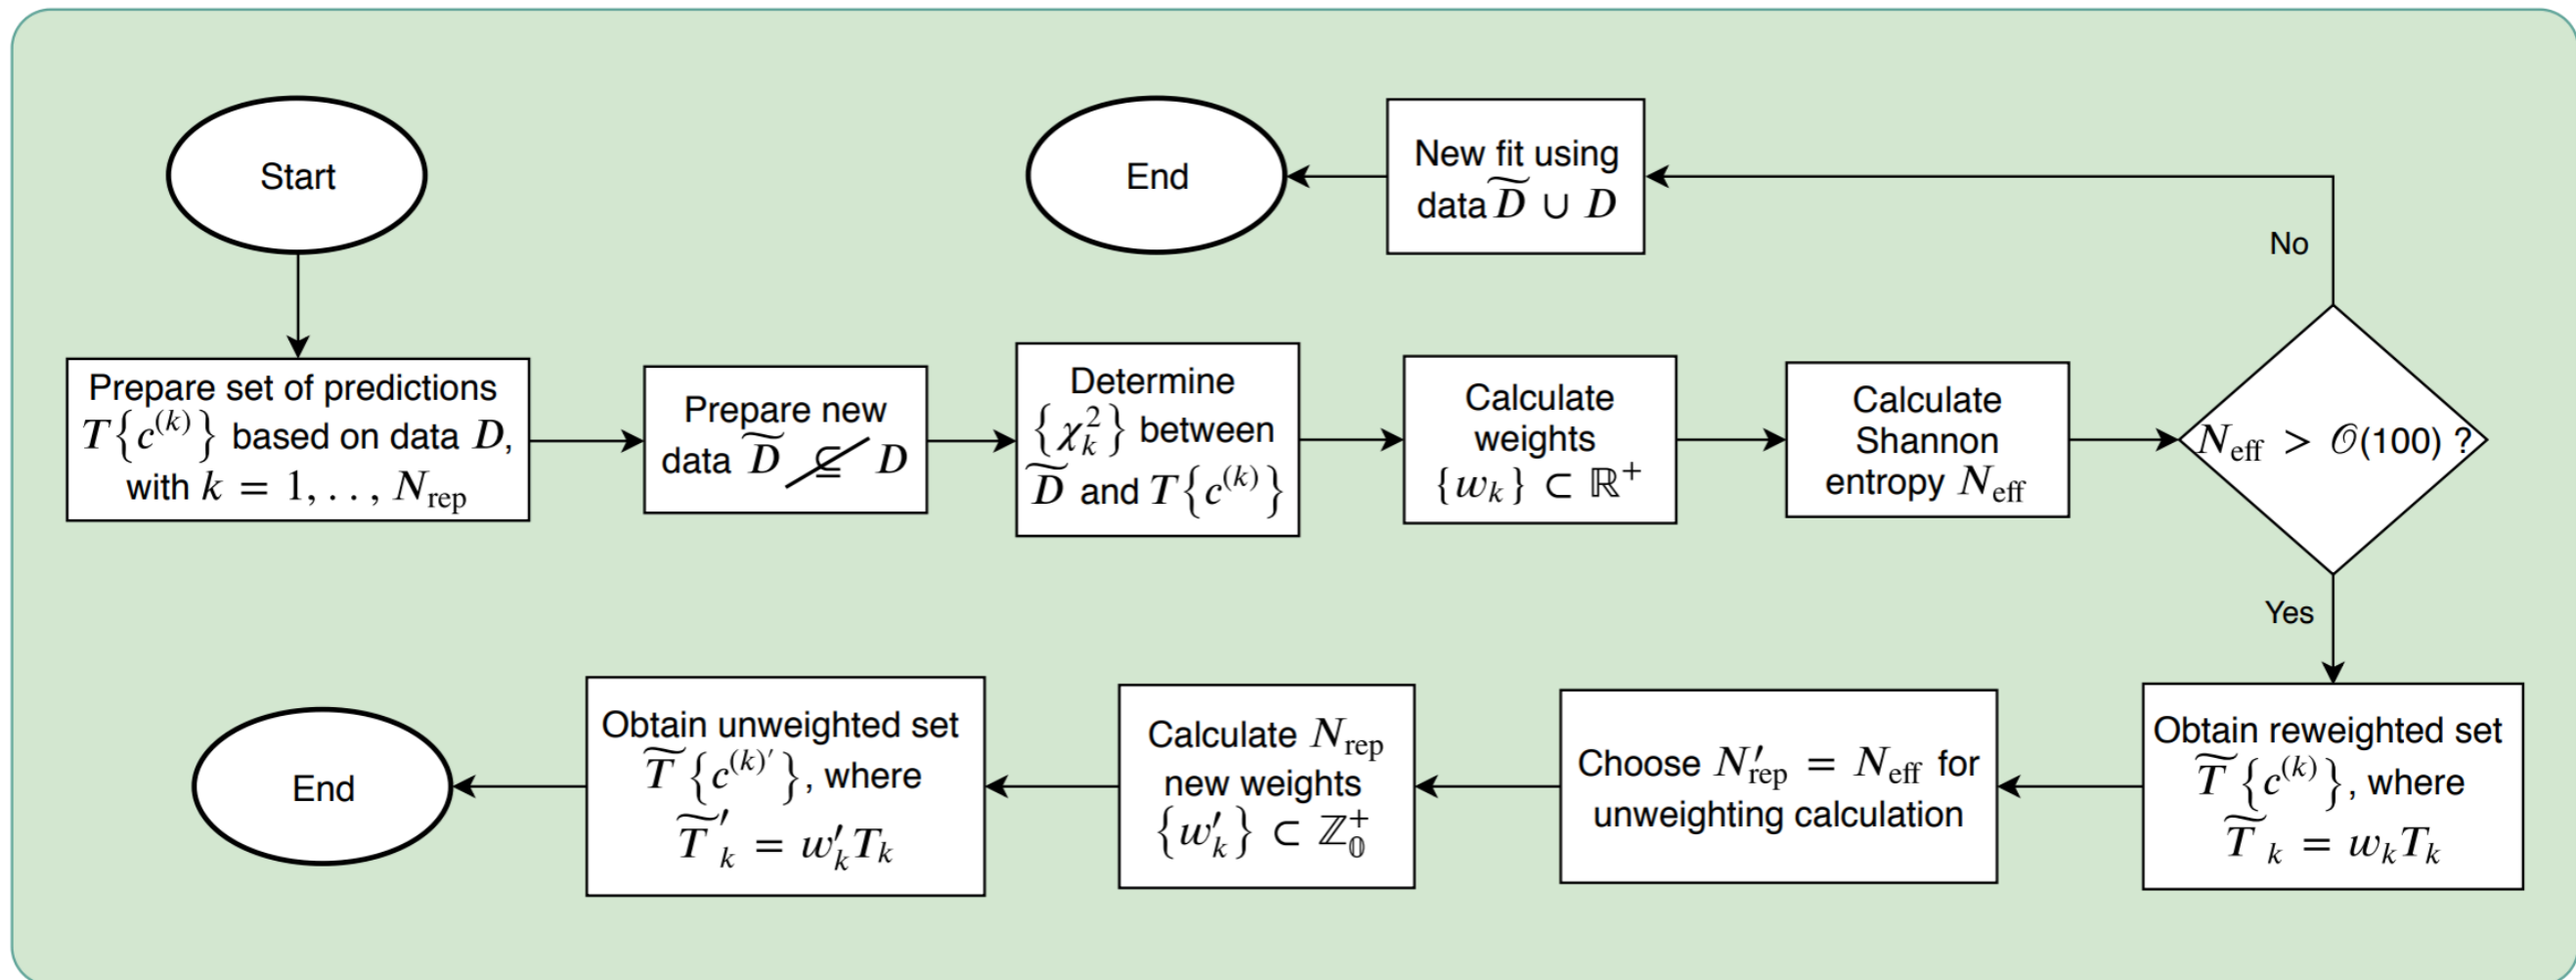 Start
Prepare set of predictions
T{c⁽ᵏ⁾} based on data D,
with k = 1, . . , N_rep
Prepare new
data D̃ ⊈ D
Determine
{χ²_k} between
D̃ and T{c⁽ᵏ⁾}
Calculate
weights
{w_k} ⊂ ℝ⁺
Calculate
Shannon
entropy N_eff
N_eff > 𝒪(100) ?
No
New fit using
data D̃ ∪ D
End
Yes
Obtain reweighted set
T̃ {c⁽ᵏ⁾}, where
T̃_k = w_k T_k
Choose N′_rep = N_eff for
unweighting calculation
Calculate N_rep
new weights
{w′_k} ⊂ ℤ⁺₀
Obtain unweighted set
T̃ {c⁽ᵏ⁾′}, where
T̃′_k = w′_k T_k
End